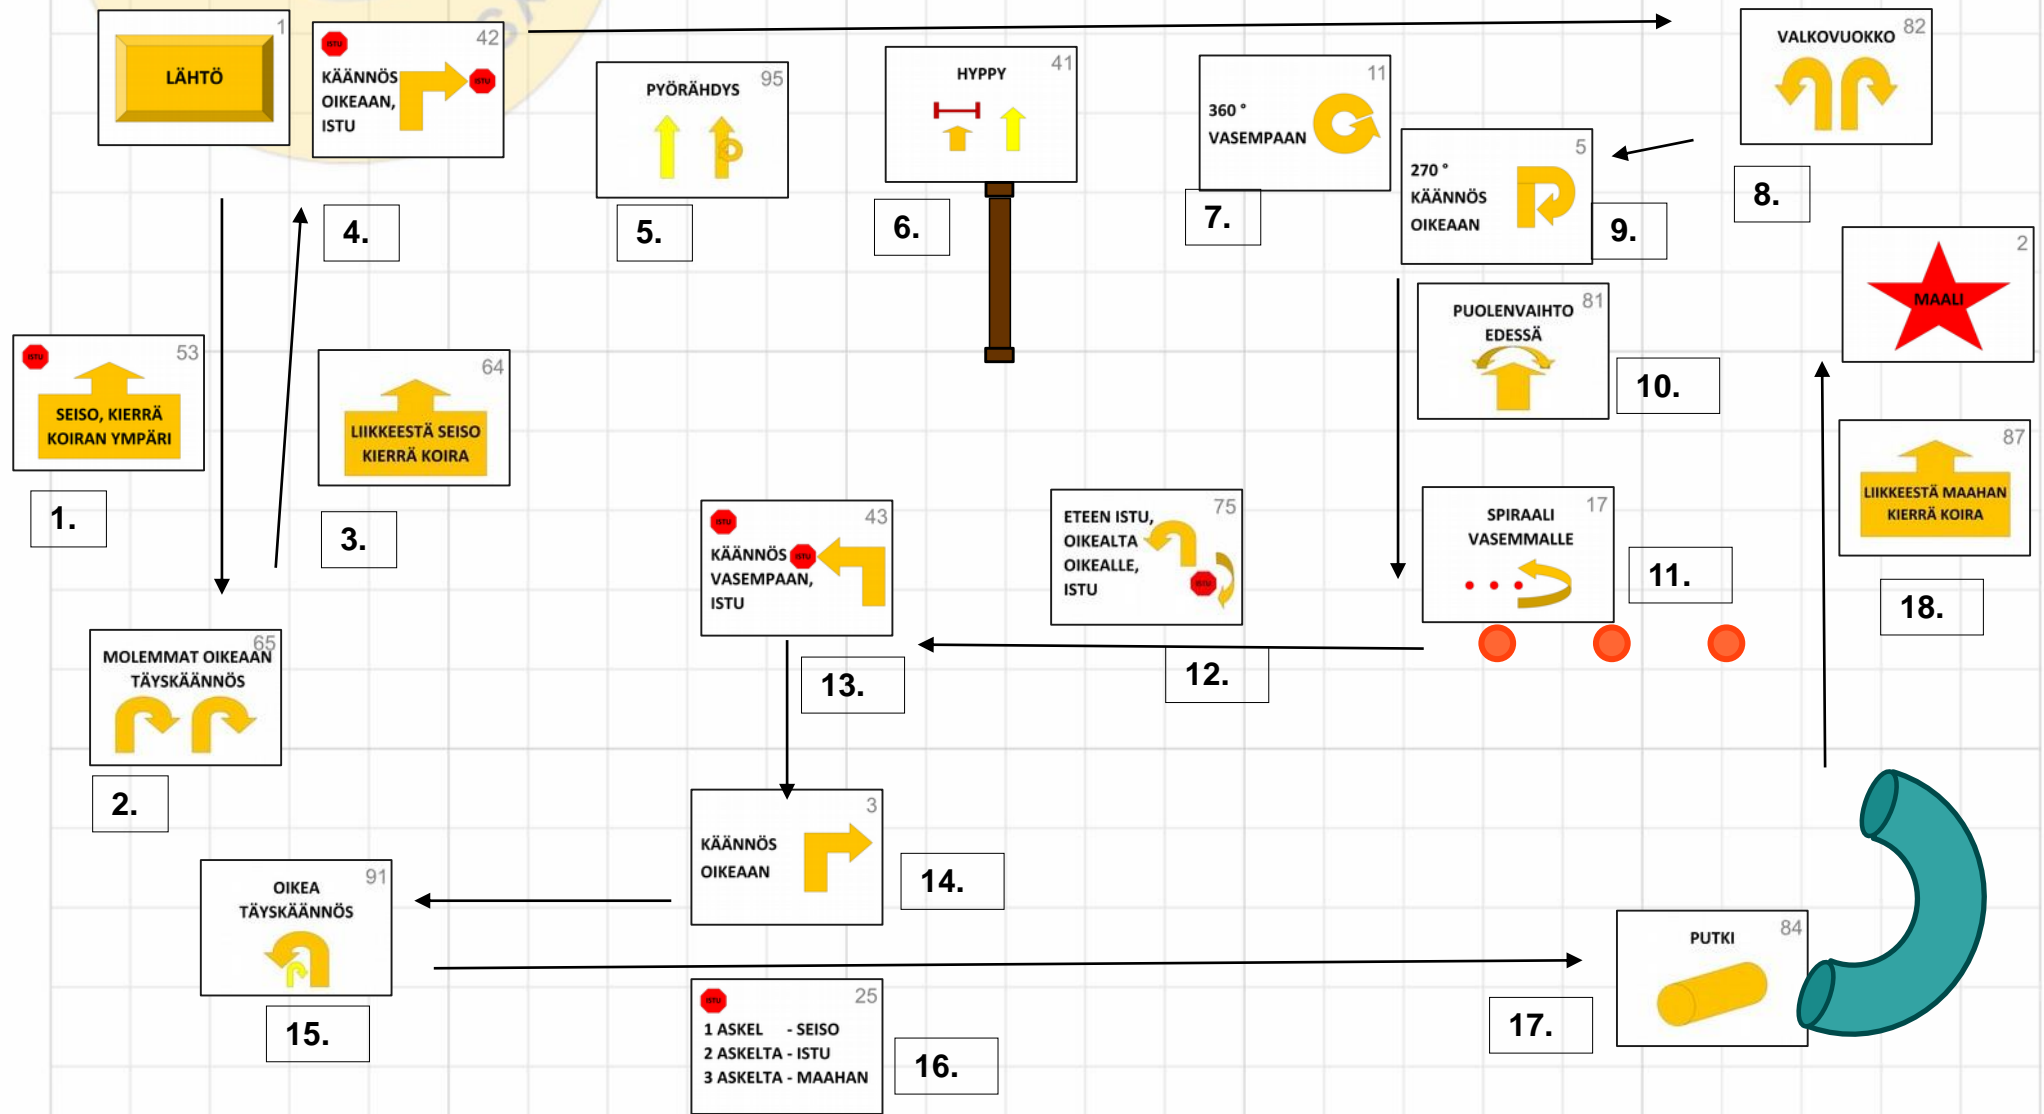 1
LÄHTÖ
42
ISTU
KÄÄNNÖS
OIKEAAN,
ISTU
ISTU
4.
95
PYÖRÄHDYS
5.
41
HYPPY
6.
11
360 °
VASEMPAAN
7.
82
VALKOVUOKKO
8.
5
270 °
KÄÄNNÖS
OIKEAAN
9.
2
MAALI
53
ISTU
SEISO, KIERRÄ
KOIRAN YMPÄRI
1.
64
LIIKKEESTÄ SEISO
KIERRÄ KOIRA
3.
81
PUOLENVAIHTO
EDESSÄ
10.
87
LIIKKEESTÄ MAAHAN
KIERRÄ KOIRA
18.
43
ISTU
KÄÄNNÖS
ISTU
VASEMPAAN,
ISTU
13.
75
ETEEN ISTU,
OIKEALTA
OIKEALLE,
ISTU
ISTU
12.
17
SPIRAALI
VASEMMALLE
11.
65
MOLEMMAT OIKEAAN
TÄYSKÄÄNNÖS
2.
3
KÄÄNNÖS
OIKEAAN
14.
91
OIKEA
TÄYSKÄÄNNÖS
15.
25
ISTU
1 ASKEL - SEISO
2 ASKELTA - ISTU
3 ASKELTA - MAAHAN
16.
84
PUTKI
17.